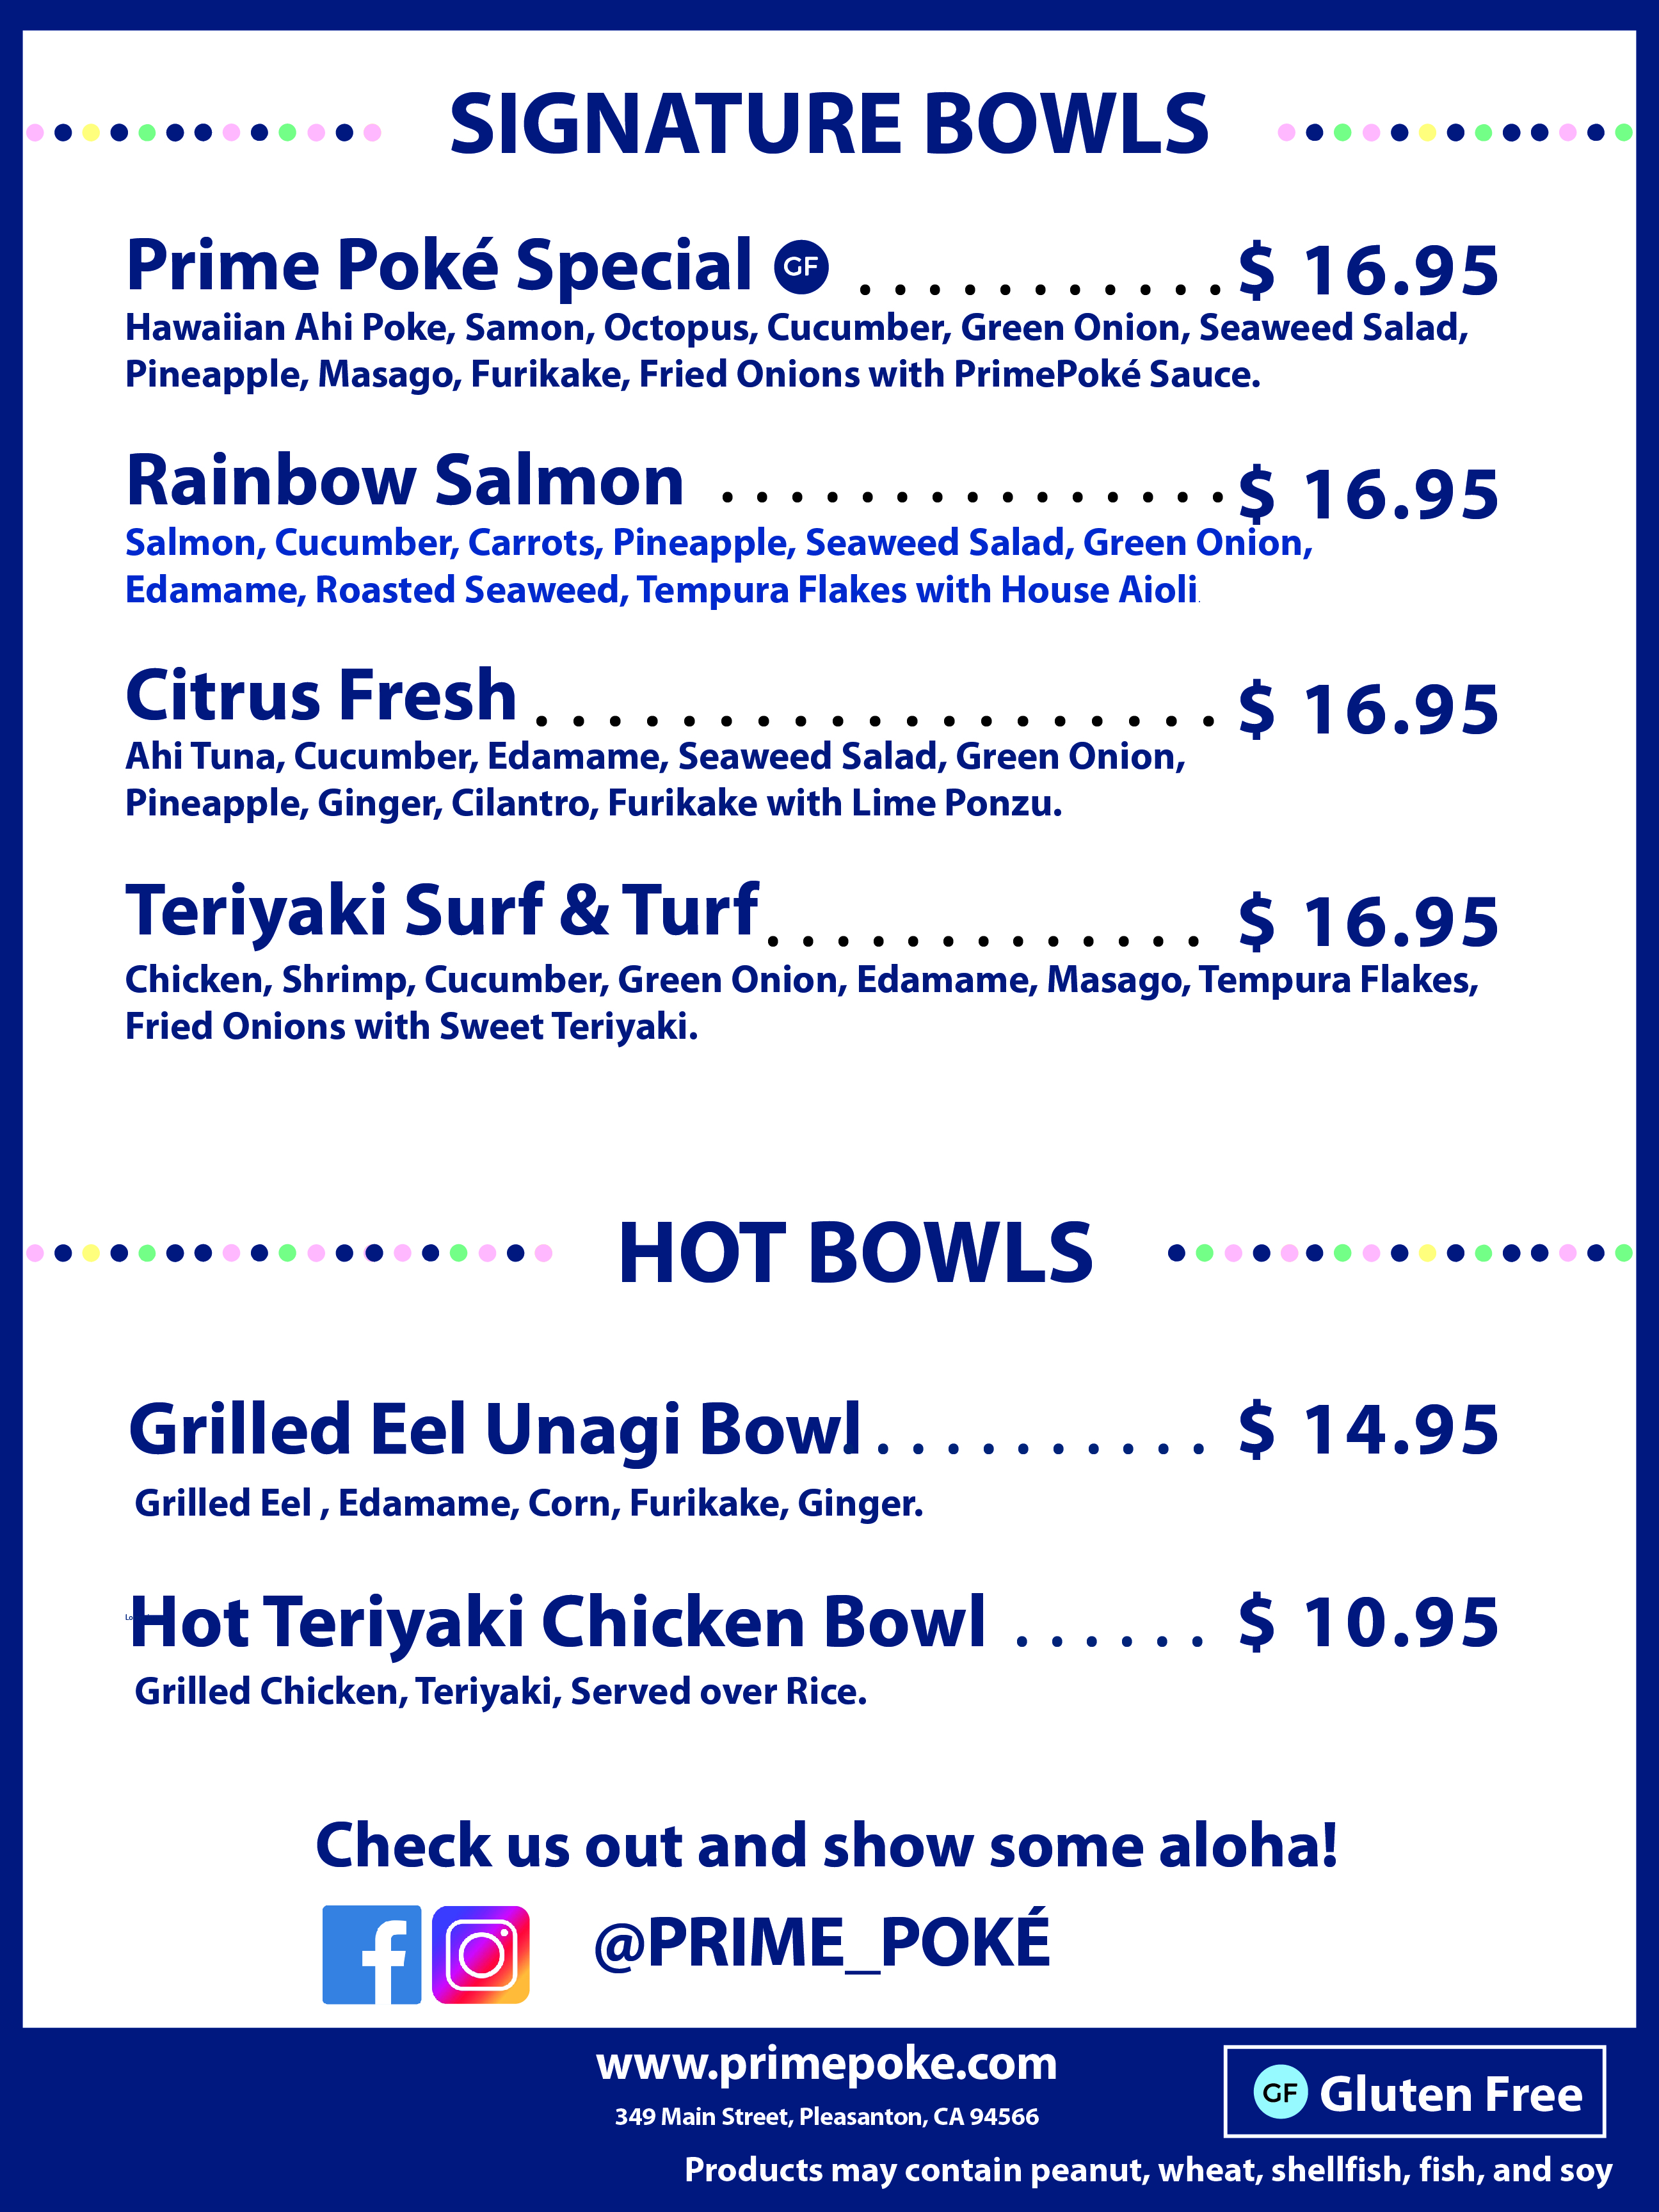 SIGNATURE BOWLS
Prime Poké Special GF . . . . . . . . . . . $ 16.95
Hawaiian Ahi Poke, Samon, Octopus, Cucumber, Green Onion, Seaweed Salad,
Pineapple, Masago, Furikake, Fried Onions with PrimePoké Sauce.
Rainbow Salmon . . . . . . . . . . . . . . . $ 16.95
Salmon, Cucumber, Carrots, Pineapple, Seaweed Salad, Green Onion,
Edamame, Roasted Seaweed, Tempura Flakes with House Aioli.
Citrus Fresh . . . . . . . . . . . . . . . . . . . $ 16.95
Ahi Tuna, Cucumber, Edamame, Seaweed Salad, Green Onion,
Pineapple, Ginger, Cilantro, Furikake with Lime Ponzu.
Teriyaki Surf & Turf . . . . . . . . . . . . . $ 16.95
Chicken, Shrimp, Cucumber, Green Onion, Edamame, Masago, Tempura Flakes,
Fried Onions with Sweet Teriyaki.
HOT BOWLS
Grilled Eel Unagi Bowl . . . . . . . . . . . $ 14.95
Grilled Eel , Edamame, Corn, Furikake, Ginger.
Hot Teriyaki Chicken Bowl . . . . . . $ 10.95
Grilled Chicken, Teriyaki, Served over Rice.
Check us out and show some aloha!
@PRIME_POKÉ
www.primepoke.com
349 Main Street, Pleasanton, CA 94566
GF Gluten Free
Products may contain peanut, wheat, shellfish, fish, and soy